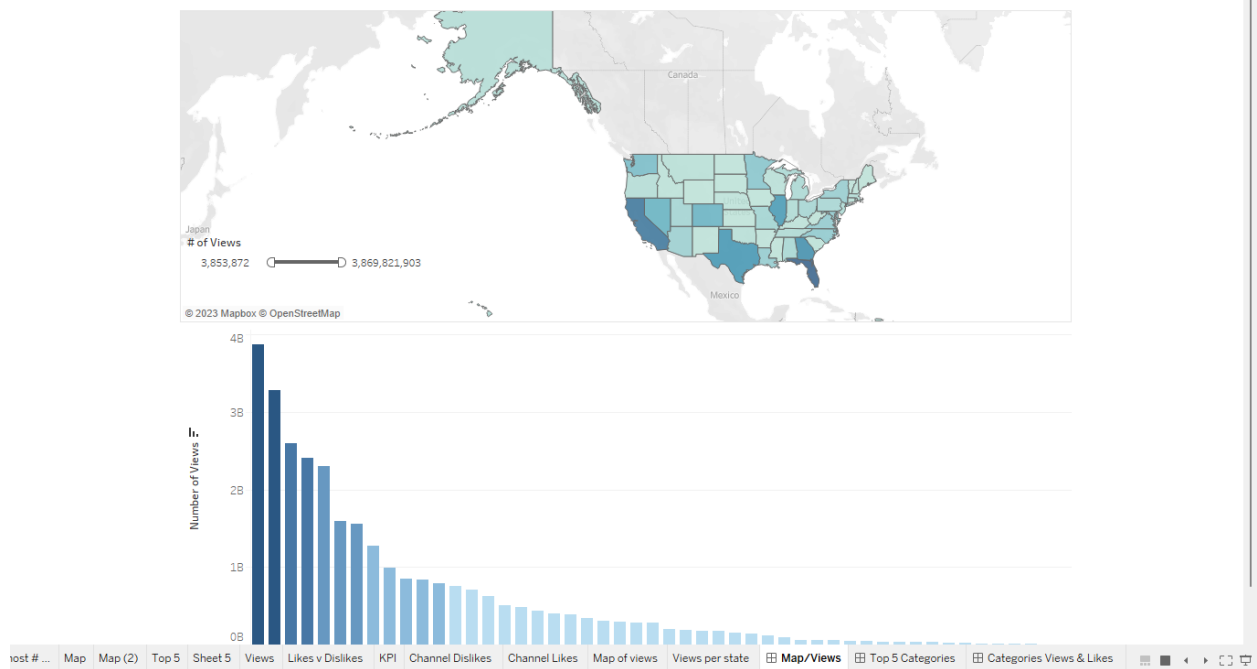 Canada
Japan
# of Views
3,853,872
3,869,821,903
Mexico
© 2023 Mapbox © OpenStreetMap
4B
3B
2B
1B
0B
Number of Views
nost # ...
Map
Map (2)
Top 5
Sheet 5
Views
Likes v Dislikes
KPI
Channel Dislikes
Channel Likes
Map of views
Views per state
Map/Views
Top 5 Categories
Categories Views & Likes